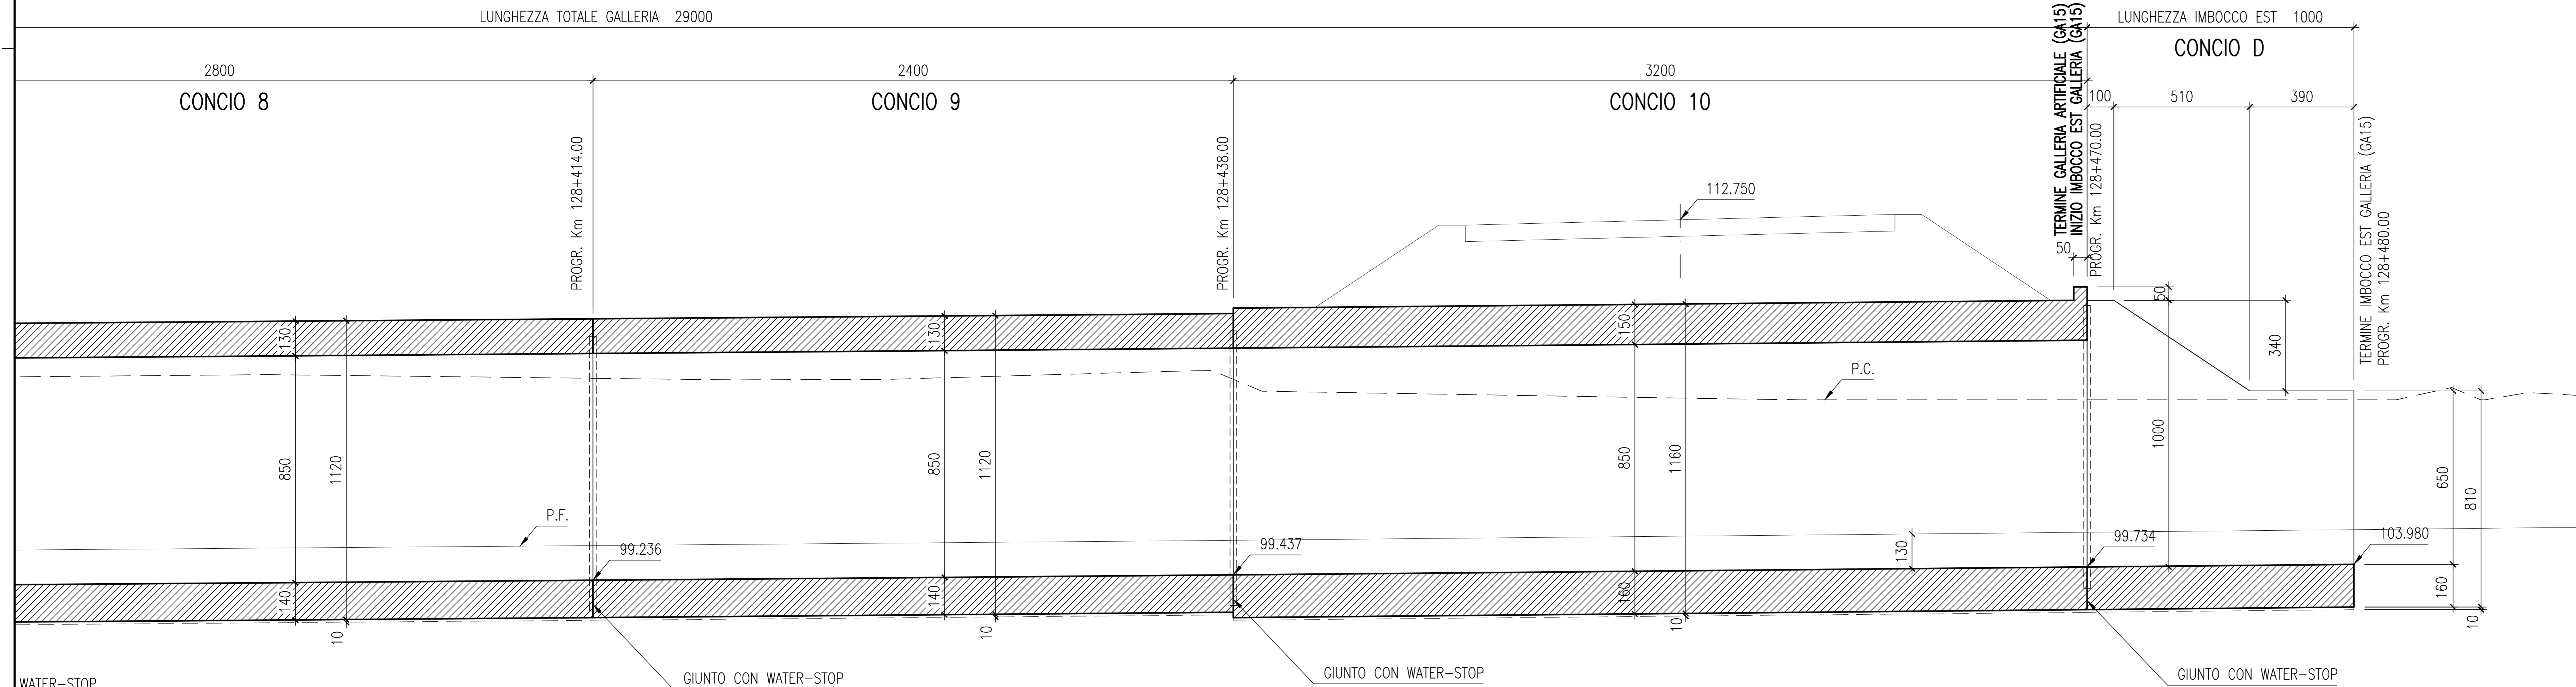 LUNGHEZZA TOTALE GALLERIA 29000
LUNGHEZZA IMBOCCO EST 1000
CONCIO D
2800
2400
3200
CONCIO 8
CONCIO 9
CONCIO 10
100
510
390
PROGR. Km 128+414.00
PROGR. Km 128+438.00
TERMINE GALLERIA ARTIFICIALE (GA15)
INIZIO IMBOCCO EST GALLERIA (GA15)
PROGR. Km 128+470.00
TERMINE IMBOCCO EST GALLERIA (GA15)
PROGR. Km 128+480.00
112.750
50
50
340
130
130
150
P.C.
850
1120
850
1120
850
1160
1000
650
810
P.F.
99.236
99.437
130
99.734
103.980
140
140
160
160
10
10
10
10
WATER-STOP
GIUNTO CON WATER-STOP
GIUNTO CON WATER-STOP
GIUNTO CON WATER-STOP